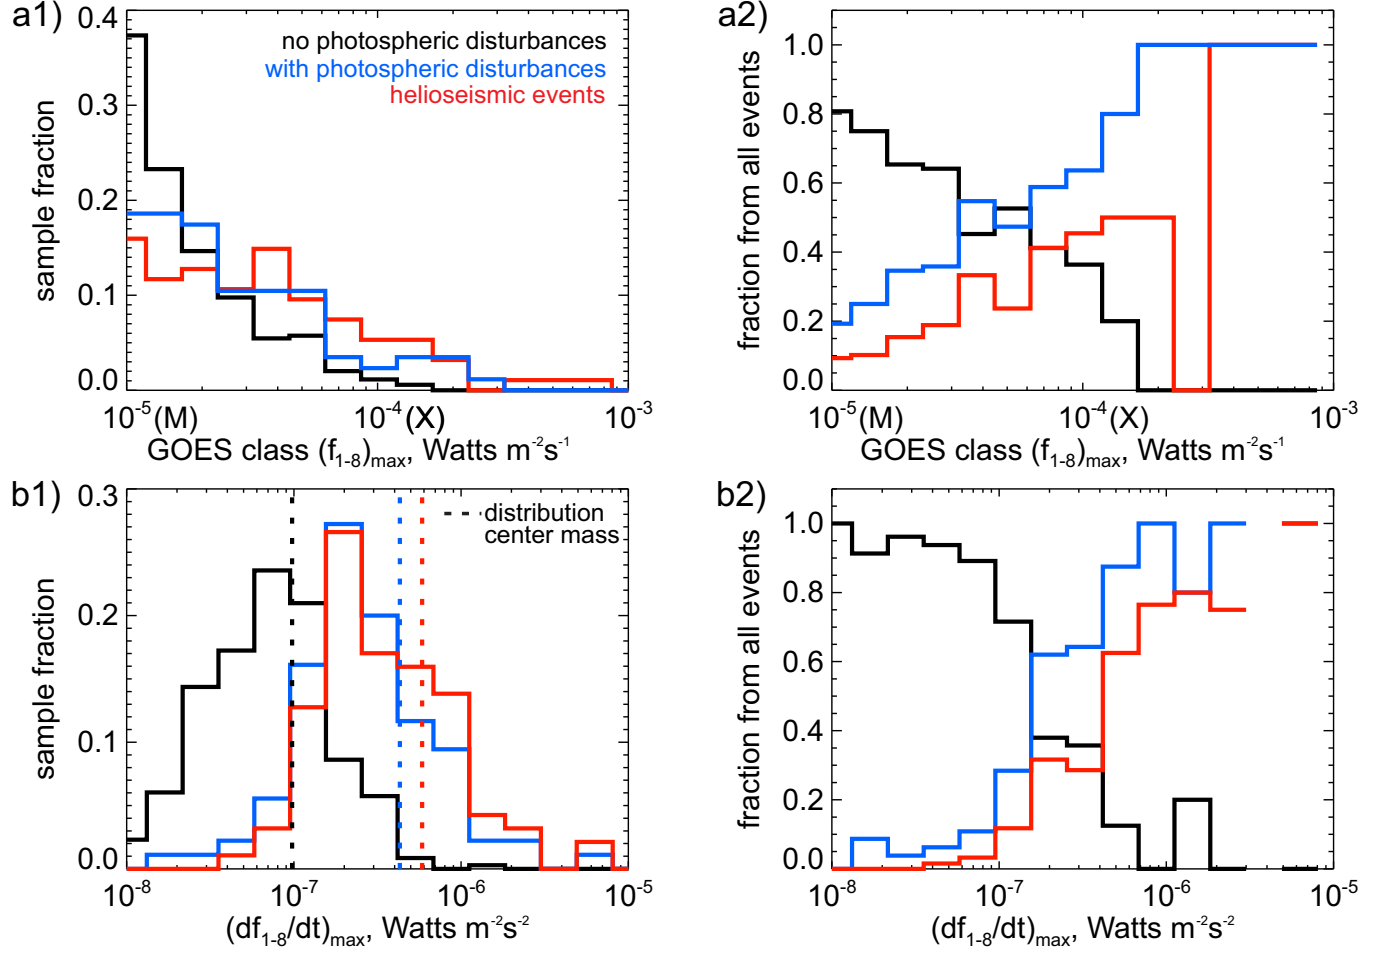 a1)
0.4
0.3
0.2
0.1
0.0
sample fraction
no photospheric disturbances
with photospheric disturbances
helioseismic events
10⁻⁵(M) 10⁻⁴(X) 10⁻³
GOES class (f₁₋₈)ₘₐₓ, Watts m⁻²s⁻¹
a2)
1.0
0.8
0.6
0.4
0.2
0.0
fraction from all events
10⁻⁵(M) 10⁻⁴(X) 10⁻³
GOES class (f₁₋₈)ₘₐₓ, Watts m⁻²s⁻¹
b1)
0.3
0.2
0.1
0.0
sample fraction
distribution
center mass
10⁻⁸ 10⁻⁷ 10⁻⁶ 10⁻⁵
(df₁₋₈/dt)ₘₐₓ, Watts m⁻²s⁻²
b2)
1.0
0.8
0.6
0.4
0.2
0.0
fraction from all events
10⁻⁸ 10⁻⁷ 10⁻⁶ 10⁻⁵
(df₁₋₈/dt)ₘₐₓ, Watts m⁻²s⁻²